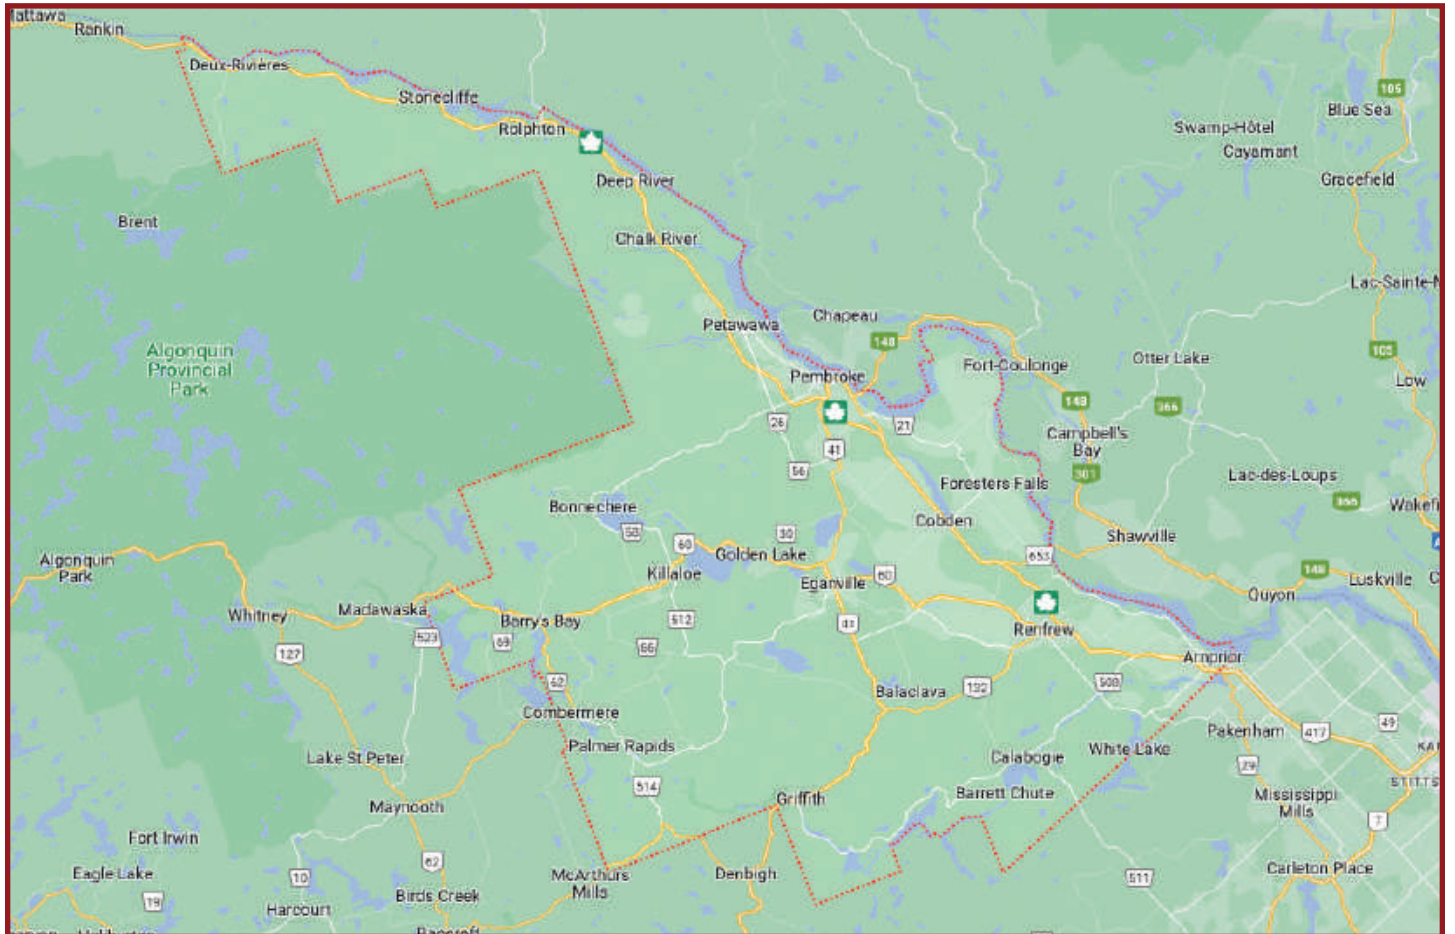 Rankin
Deux-Rivières
Stonecliffe
Rolphton
105
Blue Sea
Swamp-Hôtel
Cayamant
Gracefield
Deep River
Brent
Chalk River
Lac-Sainte-
Chapeau
Petawawa
148
Algonquin
Provincial
Park
105
Otter Lake
Fort-Coulonge
Pembroke
Low
148
366
26
21
41
Campbell's
Bay
301
56
Lac-des-Loups
366
Foresters Falls
Bonnechere
Cobden
58
30
60
Golden Lake
Shawville
653
Algonquin
Park
Killaloe
Eganville
60
148
Luskville
Quyon
Whitney
Madawaska
Barry's Bay
512
41
Renfrew
523
69
66
127
Arnprior
62
132
508
Balaclava
Combermere
Pakenham
417
49
Palmer Rapids
White Lake
Lake St Peter
Calabogie
29
514
Griffith
Barrett Chute
Mississippi
Mills
Maynooth
7
Fort Irwin
62
Eagle Lake
10
McArthurs
Mills
Denbigh
511
Carleton Place
19
Birds Creek
Harcourt
Bancroft